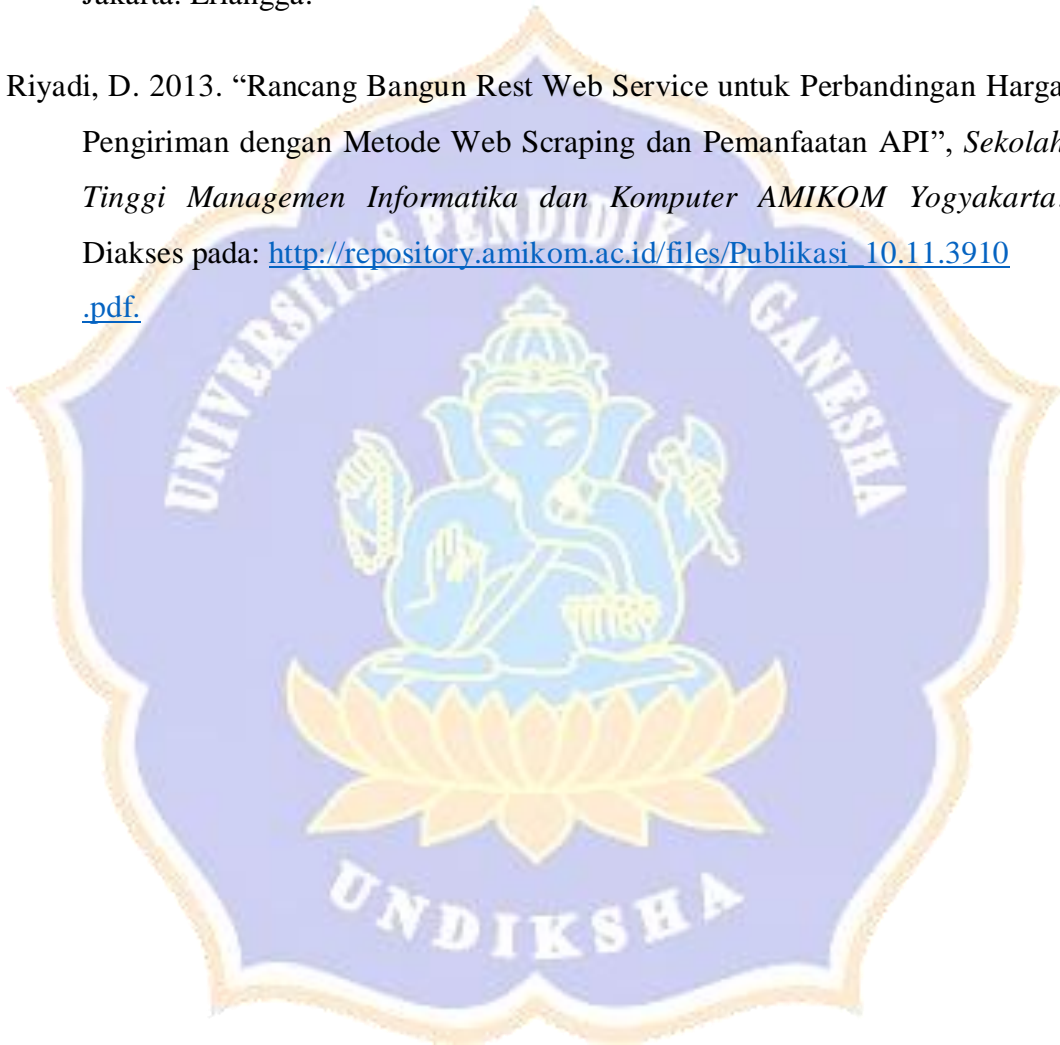 Jakarta: Erlangga.
Riyadi, D. 2013. “Rancang Bangun Rest Web Service untuk Perbandingan Harga
Pengiriman dengan Metode Web Scraping dan Pemanfaatan API”, Sekolah
Tinggi Managemen Informatika dan Komputer AMIKOM Yogyakarta.
Diakses pada: http://repository.amikom.ac.id/files/Publikasi_10.11.3910
.pdf.
UNIVERSITAS PENDIDIKAN GANESHA
UNDIKSHA